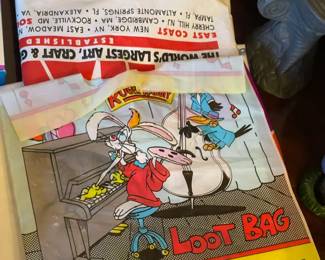 THE WORLD'S LARGEST ART, CRAFT & G
ESTABLISHED
EAST COAST
NEW YORK, NY • EAST MEADOW, N
CHERRY HILL, NJ • CAMBRIDGE, MA • ROCKVILLE, MD
TAMPA, FL • ALTAMONTE SPRINGS, FL • ALEXANDRIA, VA
LOOT BAG